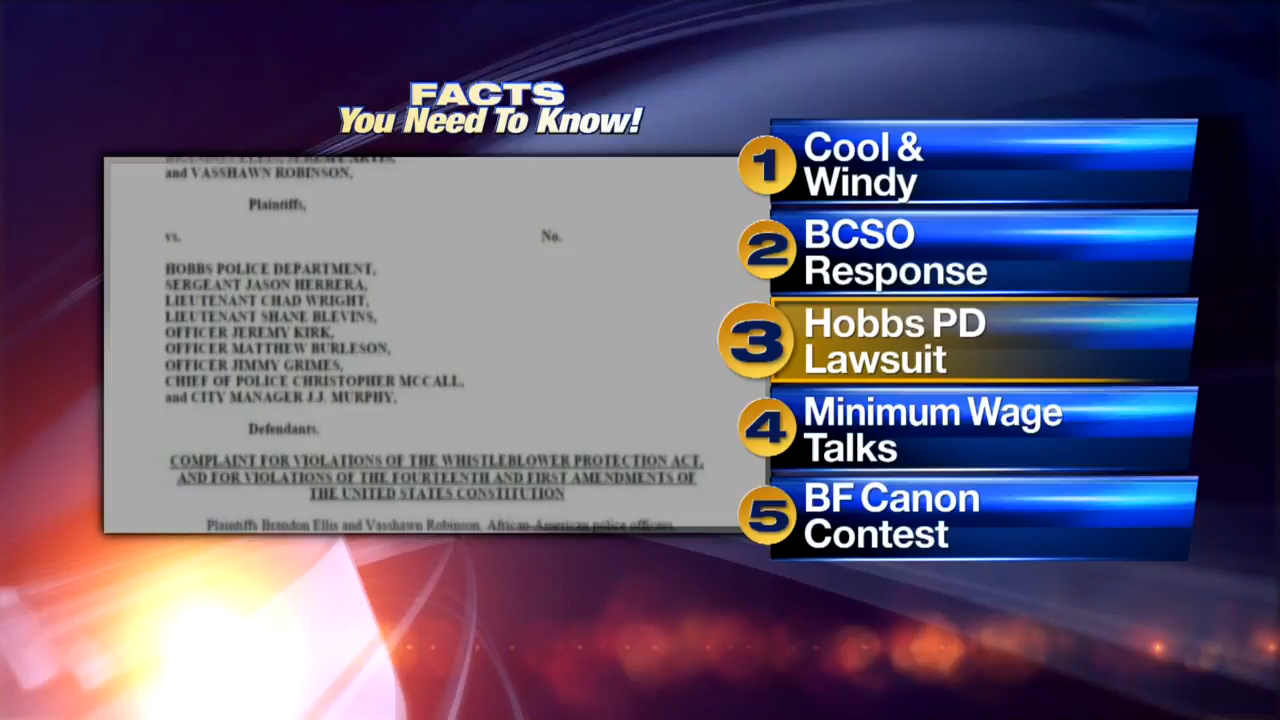 FACTS
You Need To Know!
BRANDON ELLIS, JEREMY ARTIS,
and VASSHAWN ROBINSON,
Plaintiffs,
vs. No.
HOBBS POLICE DEPARTMENT,
SERGEANT JASON HERRERA,
LIEUTENANT CHAD WRIGHT,
LIEUTENANT SHANE BLEVINS,
OFFICER JEREMY KIRK,
OFFICER MATTHEW BURLESON,
OFFICER JIMMY GRIMES,
CHIEF OF POLICE CHRISTOPHER MCCALL,
and CITY MANAGER J.J. MURPHY,
Defendants.
COMPLAINT FOR VIOLATIONS OF THE WHISTLEBLOWER PROTECTION ACT,
AND FOR VIOLATIONS OF THE FOURTEENTH AND FIRST AMENDMENTS OF
THE UNITED STATES CONSTITUTION
Plaintiffs Brandon Ellis and Vasshawn Robinson, African-American police officers,
1 Cool &
Windy
2 BCSO
Response
3 Hobbs PD
Lawsuit
4 Minimum Wage
Talks
5 BF Canon
Contest